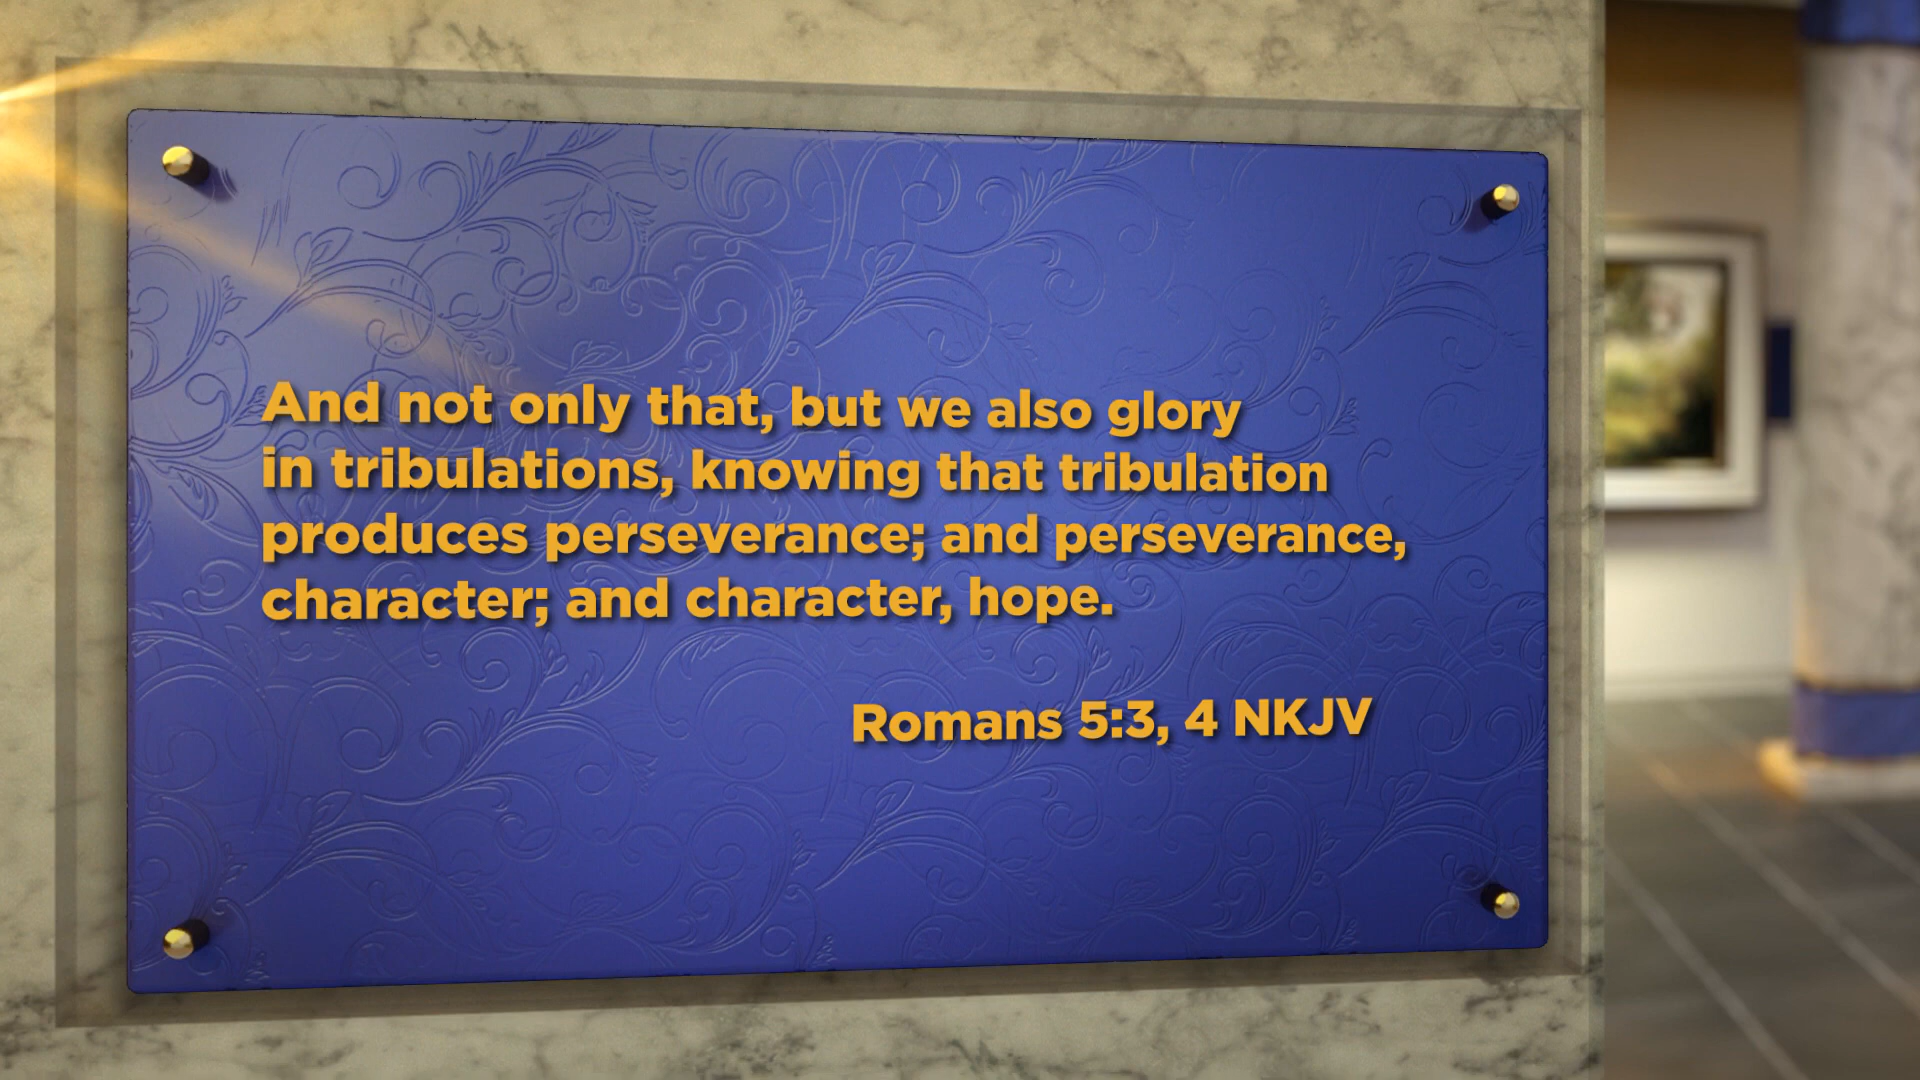 And not only that, but we also glory
in tribulations, knowing that tribulation
produces perseverance; and perseverance,
character; and character, hope.
Romans 5:3, 4 NKJV